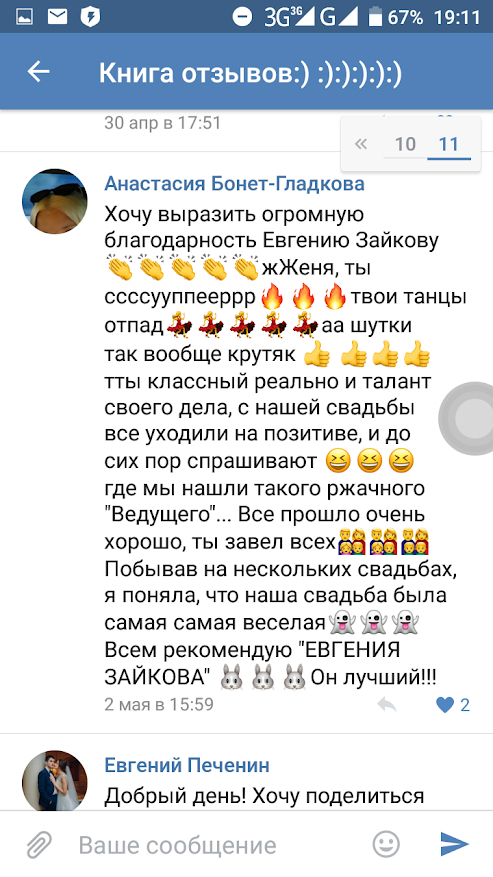 3G 3G G 67% 19:11
Книга отзывов:) :):):):):)
30 апр в 17:51
« 10 11
Анастасия Бонет-Гладкова
Хочу выразить огромную
благодарность Евгению Зайкову
👏👏👏👏👏жЖеня, ты
ссссууппееррр🔥🔥🔥твои танцы
отпад💃💃💃💃💃аа шутки
так вообще крутяк 👍 👍👍👍
тты классный реально и талант
своего дела, с нашей свадьбы
все уходили на позитиве, и до
сих пор спрашивают 😆😆😆
где мы нашли такого ржачного
"Ведущего"... Все прошло очень
хорошо, ты завел всех👨‍👩‍👧‍👦👨‍👩‍👧‍👦👨‍👩‍👧‍👦
Побывав на нескольких свадьбах,
я поняла, что наша свадьба была
самая самая веселая👻👻👻
Всем рекомендую "ЕВГЕНИЯ
ЗАЙКОВА" 🐰🐰🐰Он лучший!!!
2 мая в 15:59 2
Евгений Печенин
Добрый день! Хочу поделиться
Ваше сообщение